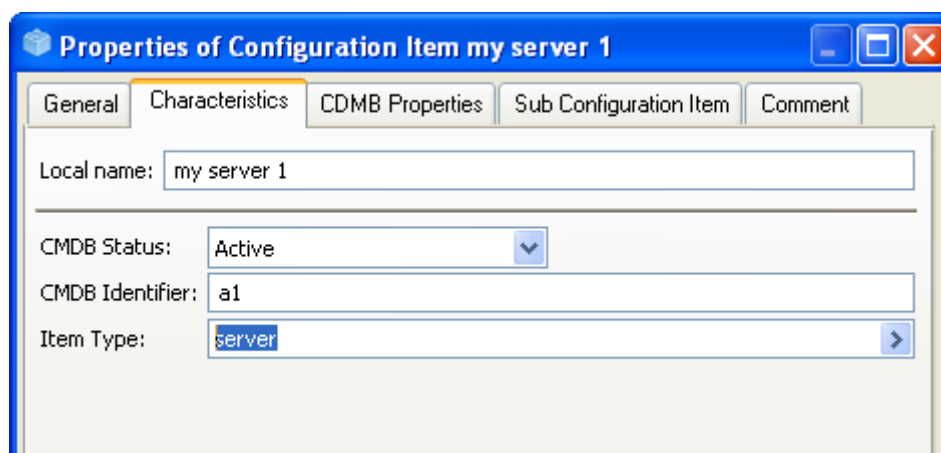 Properties of Configuration Item my server 1
General Characteristics CDMB Properties Sub Configuration Item Comment
Local name: my server 1
CMDB Status: Active
CMDB Identifier: a1
Item Type: server